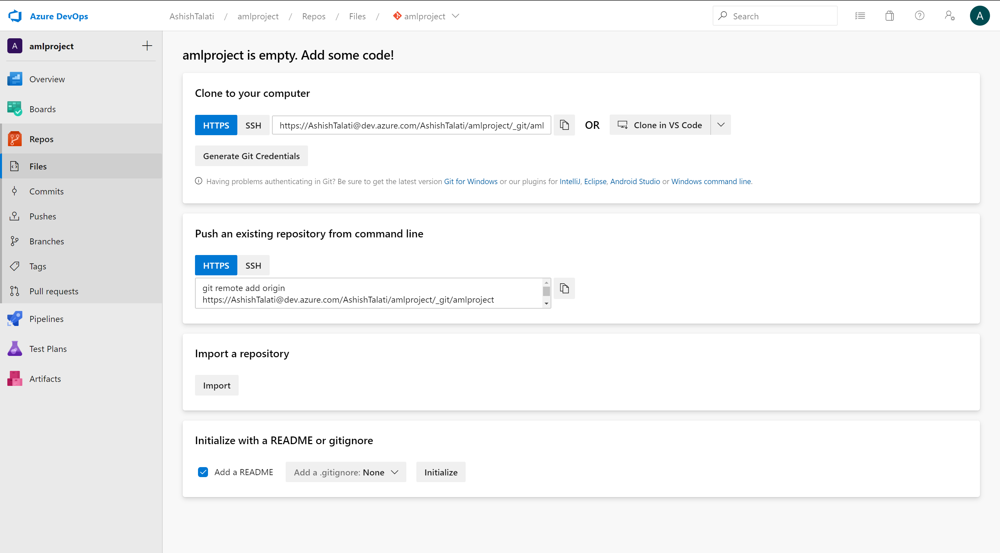 Azure DevOps
AshishTalati / amlproject / Repos / Files / amlproject
Search
A
A amlproject
Overview
Boards
Repos
Files
Commits
Pushes
Branches
Tags
Pull requests
Pipelines
Test Plans
Artifacts
amlproject is empty. Add some code!
Clone to your computer
HTTPS SSH https://AshishTalati@dev.azure.com/AshishTalati/amlproject/_git/aml OR Clone in VS Code
Generate Git Credentials
Having problems authenticating in Git? Be sure to get the latest version Git for Windows or our plugins for IntelliJ, Eclipse, Android Studio or Windows command line.
Push an existing repository from command line
HTTPS SSH
git remote add origin
https://AshishTalati@dev.azure.com/AshishTalati/amlproject/_git/amlproject
Import a repository
Import
Initialize with a README or gitignore
Add a README Add a .gitignore: None Initialize